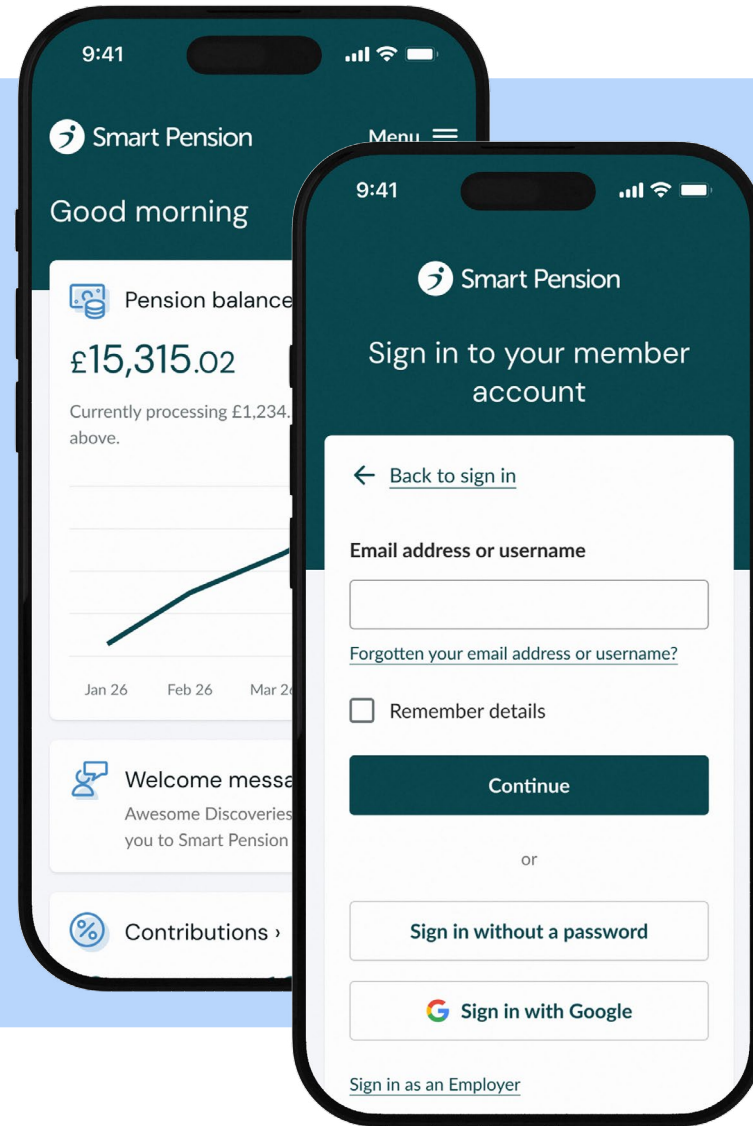 9:41
Smart Pension
Menu
Good morning
Pension balance
£15,315.02
Currently processing £1,234.
above.
Jan 26 Feb 26 Mar
Welcome
Awesome Discoveries
you to Smart Pension
Contributions ›
9:41
Smart Pension
Sign in to your member
account
← Back to sign in
Email address or username
Forgotten your email address or username?
Remember details
Continue
or
Sign in without a password
G Sign in with Google
Sign in as an Employer